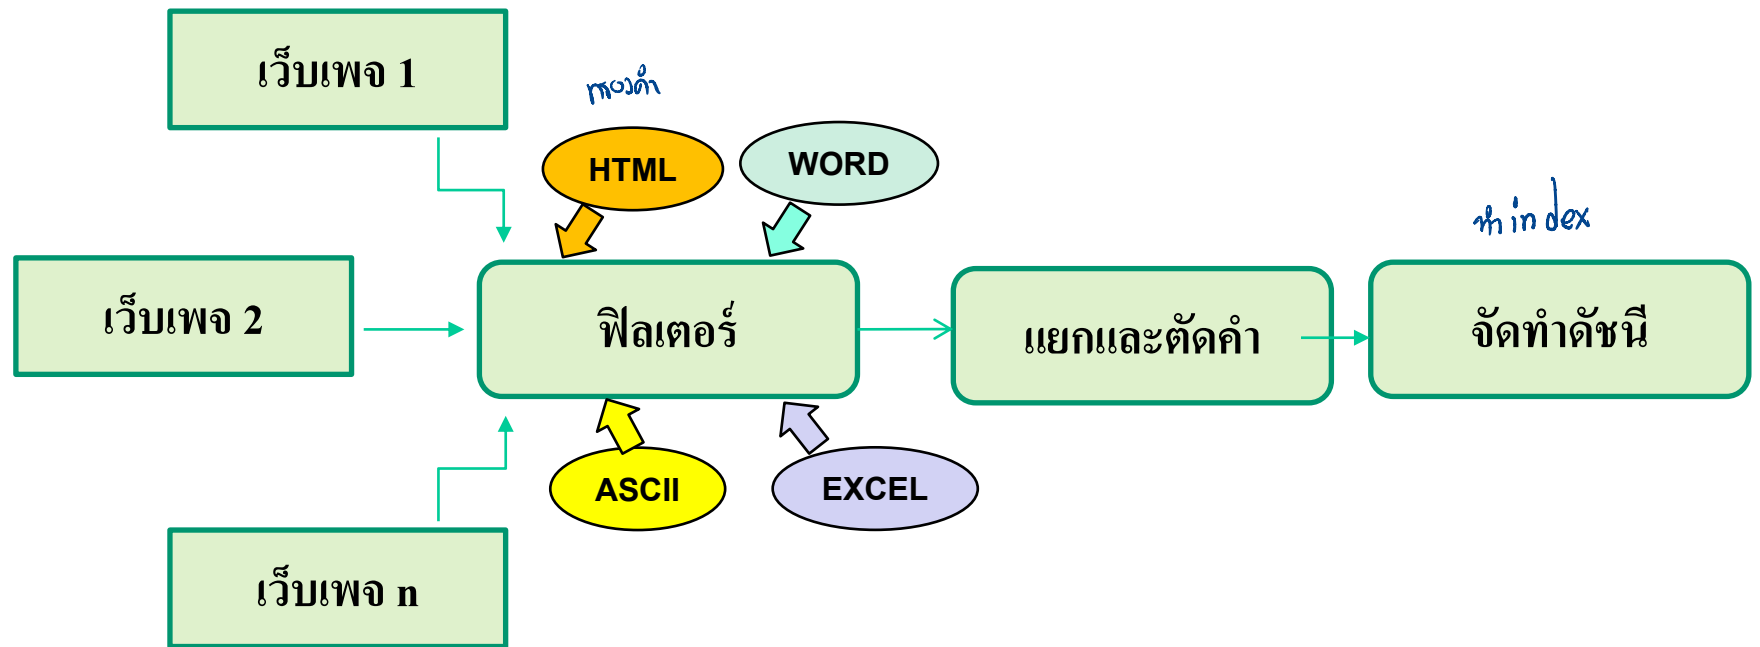 เว็บเพจ 1
กรองคำ
HTML
WORD
ทำ index
เว็บเพจ 2
ฟิลเตอร์
แยกและตัดคำ
จัดทำดัชนี
ASCII
EXCEL
เว็บเพจ n